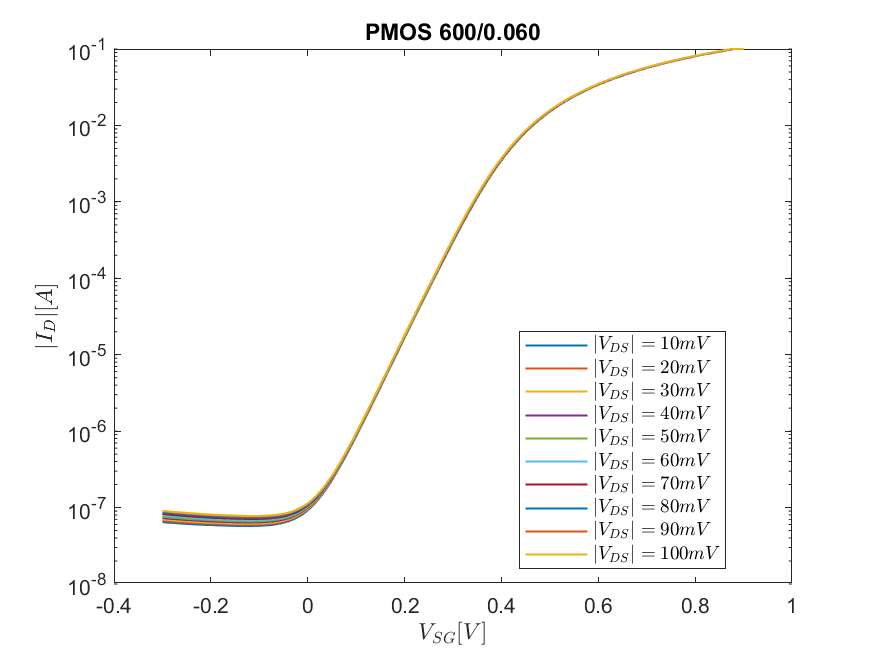 PMOS 600/0.060
10^-1
10^-2
10^-3
10^-4
10^-5
10^-6
10^-7
10^-8
|I_D|[A]
|V_DS| = 10mV
|V_DS| = 20mV
|V_DS| = 30mV
|V_DS| = 40mV
|V_DS| = 50mV
|V_DS| = 60mV
|V_DS| = 70mV
|V_DS| = 80mV
|V_DS| = 90mV
|V_DS| = 100mV
-0.4 -0.2 0 0.2 0.4 0.6 0.8 1
V_SG[V]